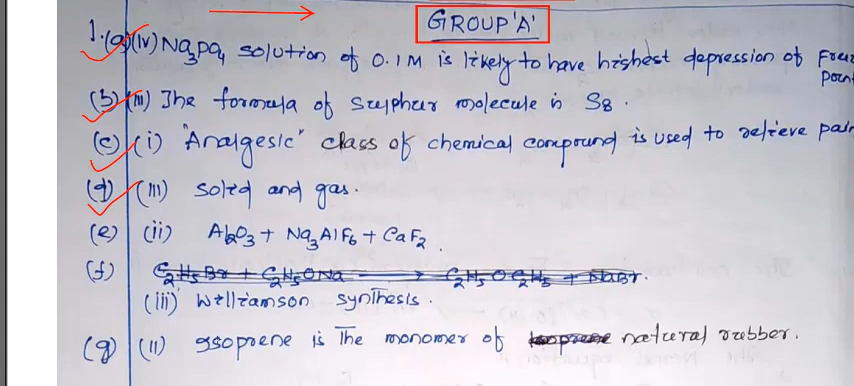 GROUP 'A'
1.(a)(iv) Na3PO4 solution of 0.1M is likely to have highest depression of
(b)(iii) The formula of Sulphur molecule is S8.
(c)(i) "Analgesic" class of chemical compound is used to relieve pain
(d)(iii) solid and gas.
(e)(ii) Al2O3 + Na3AlF6 + CaF2
(f) C2H5Br + C2H5ONa → C2H5OC2H5 + NaBr.
(iii) Williamson synthesis.
(g)(ii) Isoprene is the monomer of natural rubber.